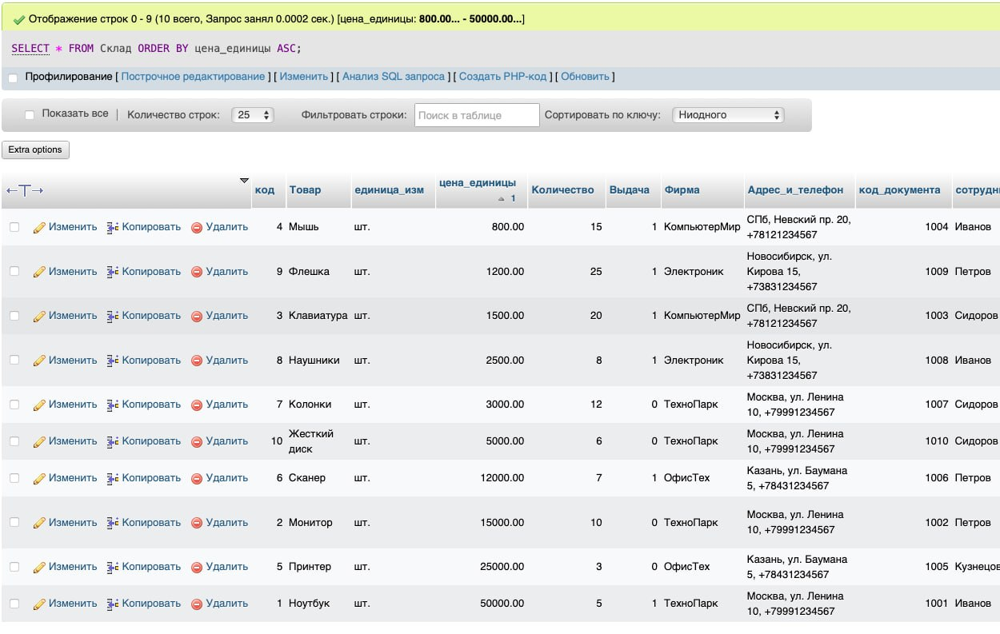 Отображение строк 0 - 9 (10 всего, Запрос занял 0.0002 сек.) [цена_единицы: 800.00... - 50000.00...]
SELECT * FROM Склад ORDER BY цена_единицы ASC;
Профилирование [ Построчное редактирование ] [ Изменить ] [ Анализ SQL запроса ] [ Создать PHP-код ] [ Обновить ]
Показать все | Количество строк: 25 Фильтровать строки: Поиск в таблице Сортировать по ключу: Ниодного
Extra options
←T→ код Товар единица_изм цена_единицы 1 Количество Выдача Фирма Адрес_и_телефон код_документа сотрудн
Изменить Копировать Удалить 4 Мышь шт. 800.00 15 1 КомпьютерМир СПб, Невский пр. 20, +78121234567 1004 Иванов
Изменить Копировать Удалить 9 Флешка шт. 1200.00 25 1 Электроник Новосибирск, ул. Кирова 15, +73831234567 1009 Петров
Изменить Копировать Удалить 3 Клавиатура шт. 1500.00 20 1 КомпьютерМир СПб, Невский пр. 20, +78121234567 1003 Сидоров
Изменить Копировать Удалить 8 Наушники шт. 2500.00 8 1 Электроник Новосибирск, ул. Кирова 15, +73831234567 1008 Иванов
Изменить Копировать Удалить 7 Колонки шт. 3000.00 12 0 ТехноПарк Москва, ул. Ленина 10, +79991234567 1007 Сидоров
Изменить Копировать Удалить 10 Жесткий диск шт. 5000.00 6 0 ТехноПарк Москва, ул. Ленина 10, +79991234567 1010 Сидоров
Изменить Копировать Удалить 6 Сканер шт. 12000.00 7 1 ОфисТех Казань, ул. Баумана 5, +78431234567 1006 Петров
Изменить Копировать Удалить 2 Монитор шт. 15000.00 10 0 ТехноПарк Москва, ул. Ленина 10, +79991234567 1002 Петров
Изменить Копировать Удалить 5 Принтер шт. 25000.00 3 0 ОфисТех Казань, ул. Баумана 5, +78431234567 1005 Кузнецов
Изменить Копировать Удалить 1 Ноутбук шт. 50000.00 5 1 ТехноПарк Москва, ул. Ленина 10, +79991234567 1001 Иванов